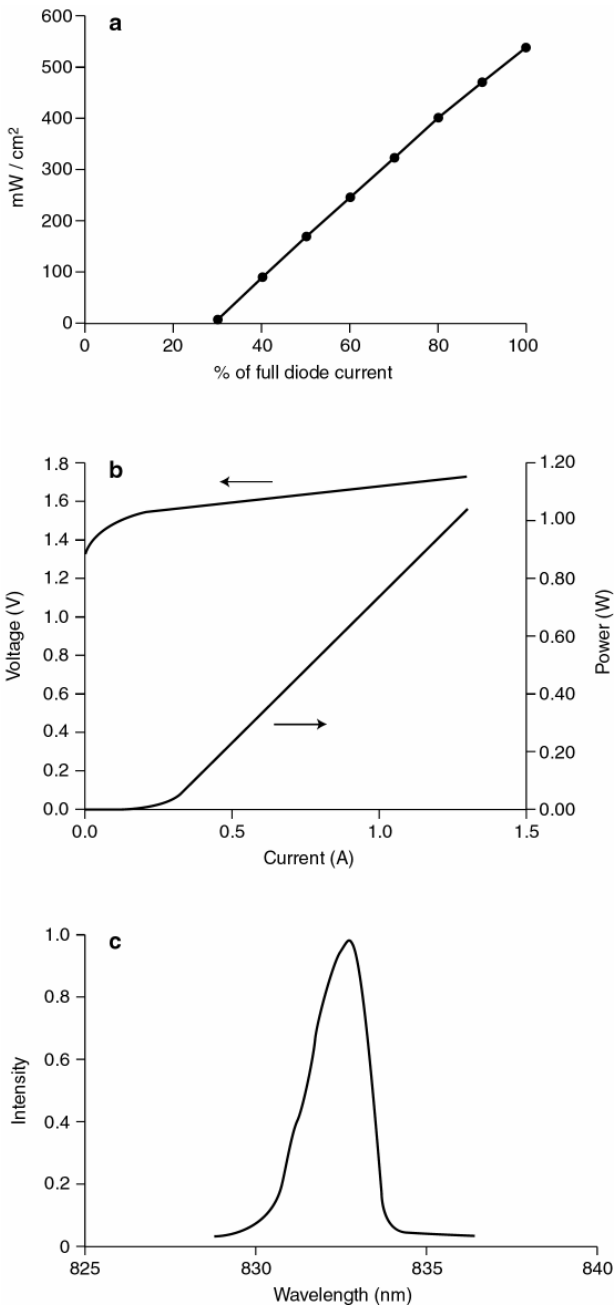 a
600
500
400
300
200
100
0
mW / cm²
0 20 40 60 80 100
% of full diode current
b
1.8
1.6
1.4
1.2
1.0
0.8
0.6
0.4
0.2
0.0
Voltage (V)
1.20
1.00
0.80
0.60
0.40
0.20
0.00
Power (W)
0.0 0.5 1.0 1.5
Current (A)
c
1.0
0.8
0.6
0.4
0.2
0
Intensity
825 830 835 840
Wavelength (nm)